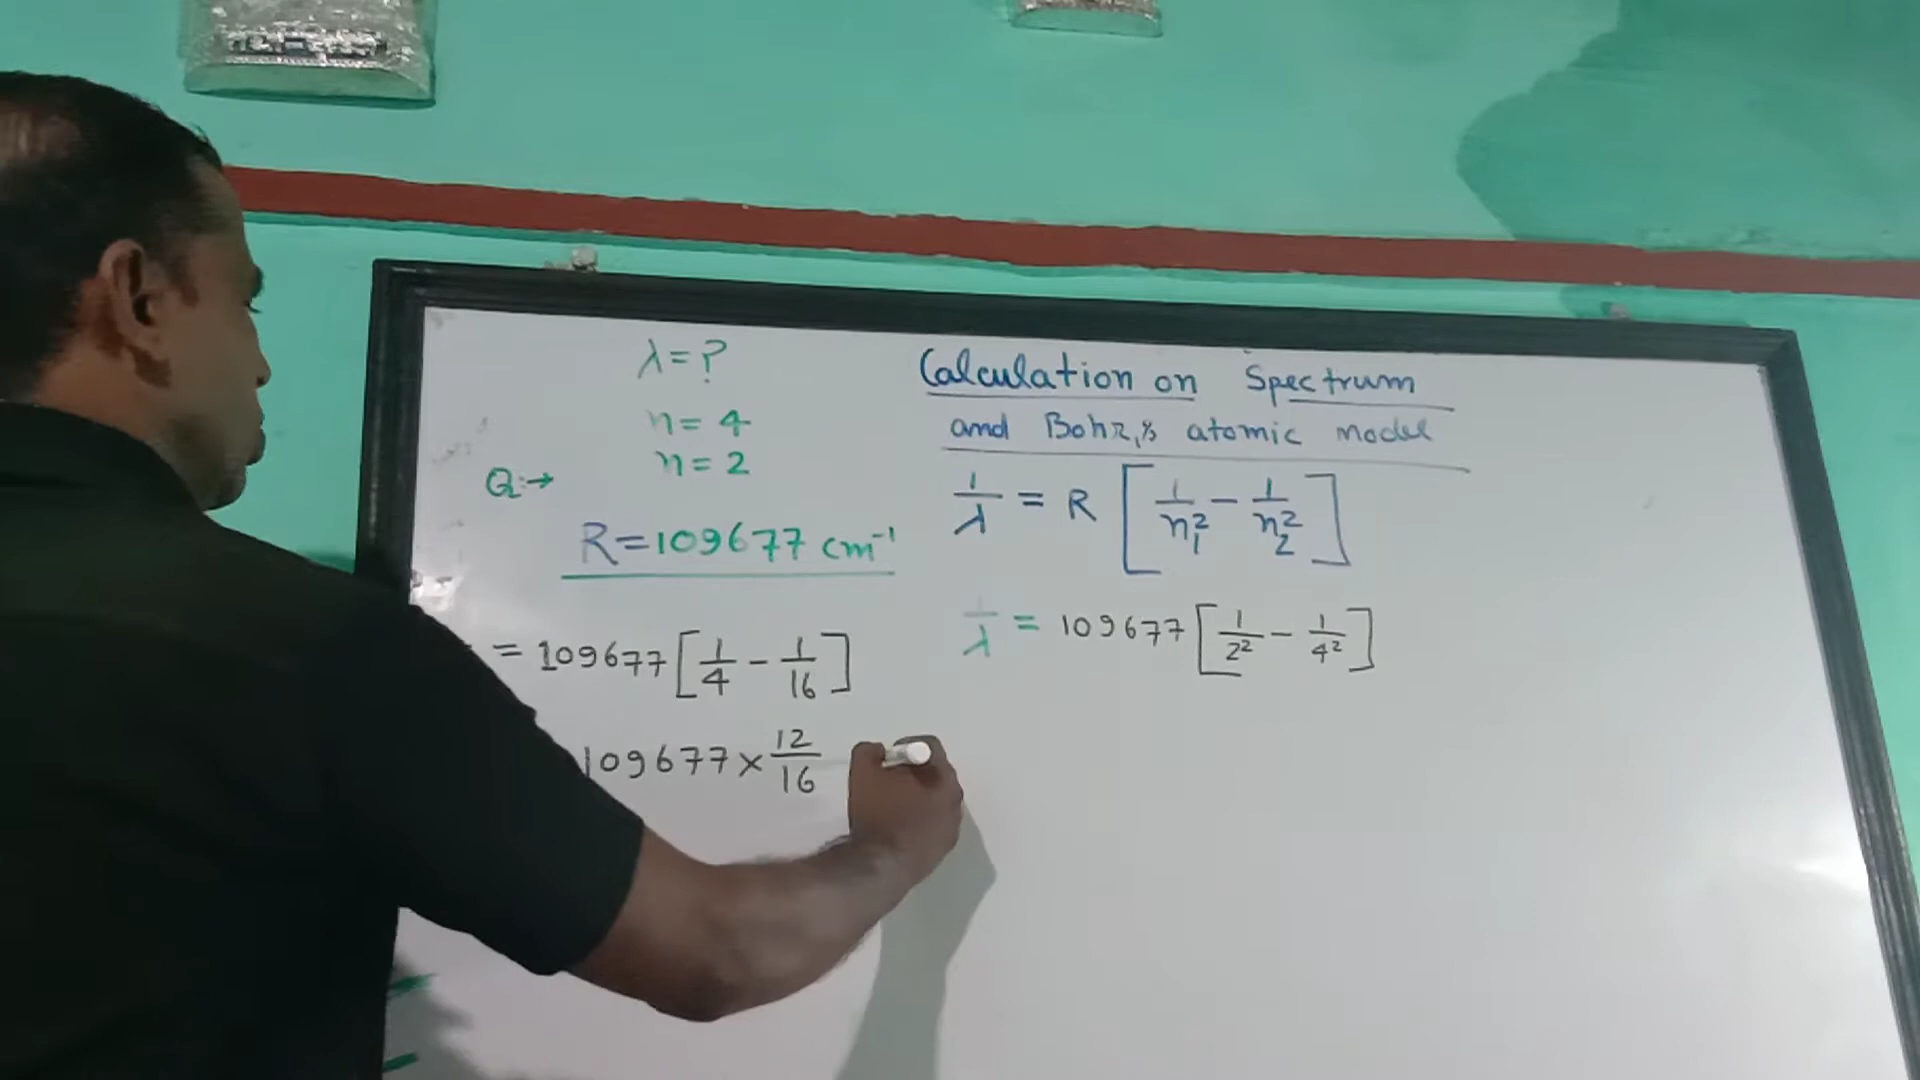 λ = ?
n = 4
n = 2
Q:→
R = 109677 cm⁻¹
= 109677 [1/4 - 1/16]
109677 × 12/16
Calculation on Spectrum
and Bohr,s atomic model
1/λ = R [1/n₁² - 1/n₂²]
1/λ = 109677 [1/2² - 1/4²]